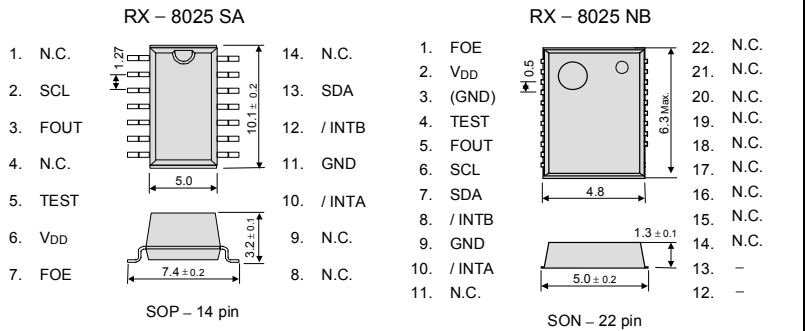 RX – 8025 SA
1. N.C.
2. SCL
3. FOUT
4. N.C.
5. TEST
6. VDD
7. FOE
1.27
10.1 ± 0.2
5.0
7.4 ± 0.2
3.2 ± 0.1
14. N.C.
13. SDA
12. / INTB
11. GND
10. / INTA
9. N.C.
8. N.C.
SOP – 14 pin
RX – 8025 NB
1. FOE
2. VDD
3. (GND)
4. TEST
5. FOUT
6. SCL
7. SDA
8. / INTB
9. GND
10. / INTA
11. N.C.
0.5
6.3 Max.
4.8
1.3 ± 0.1
5.0 ± 0.2
22. N.C.
21. N.C.
20. N.C.
19. N.C.
18. N.C.
17. N.C.
16. N.C.
15. N.C.
14. N.C.
13. –
12. –
SON – 22 pin